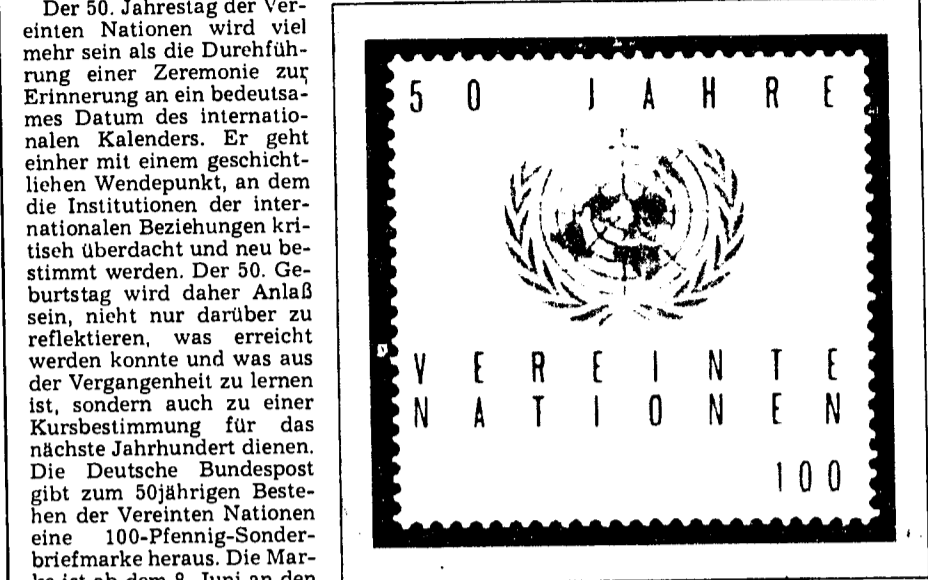 Der 50. Jahrestag der Ver-
einten Nationen wird viel
mehr sein als die Durchfüh-
rung einer Zeremonie zur
Erinnerung an ein bedeutsa-
mes Datum des internatio-
nalen Kalenders. Er geht
einher mit einem geschicht-
lichen Wendepunkt, an dem
die Institutionen der inter-
nationalen Beziehungen kri-
tisch überdacht und neu be-
stimmt werden. Der 50. Ge-
burtstag wird daher Anlaß
sein, nicht nur darüber zu
reflektieren, was erreicht
werden konnte und was aus
der Vergangenheit zu lernen
ist, sondern auch zu einer
Kursbestimmung für das
nächste Jahrhundert dienen.
Die Deutsche Bundespost
gibt zum 50jährigen Beste-
hen der Vereinten Nationen
eine 100-Pfennig-Sonder-
briefmarke heraus. Die Mar-
ke ist ab dem 8. Juni an den
50 JAHRE
VEREINTE
NATIONEN
100